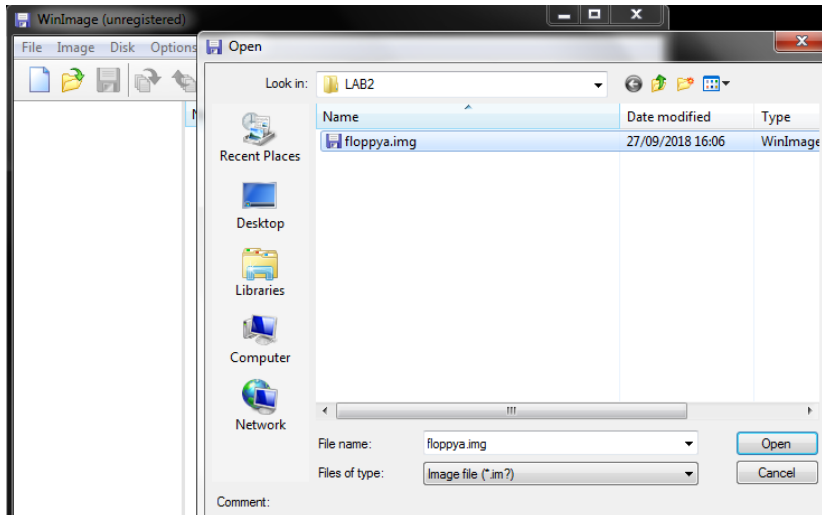 WinImage (unregistered)
File Image Disk Options
Open
Look in: LAB2
Name Date modified Type
floppya.img 27/09/2018 16:06 WinImage
Recent Places
Desktop
Libraries
Computer
Network
File name: floppya.img Open
Files of type: Image file (*.im?) Cancel
Comment: